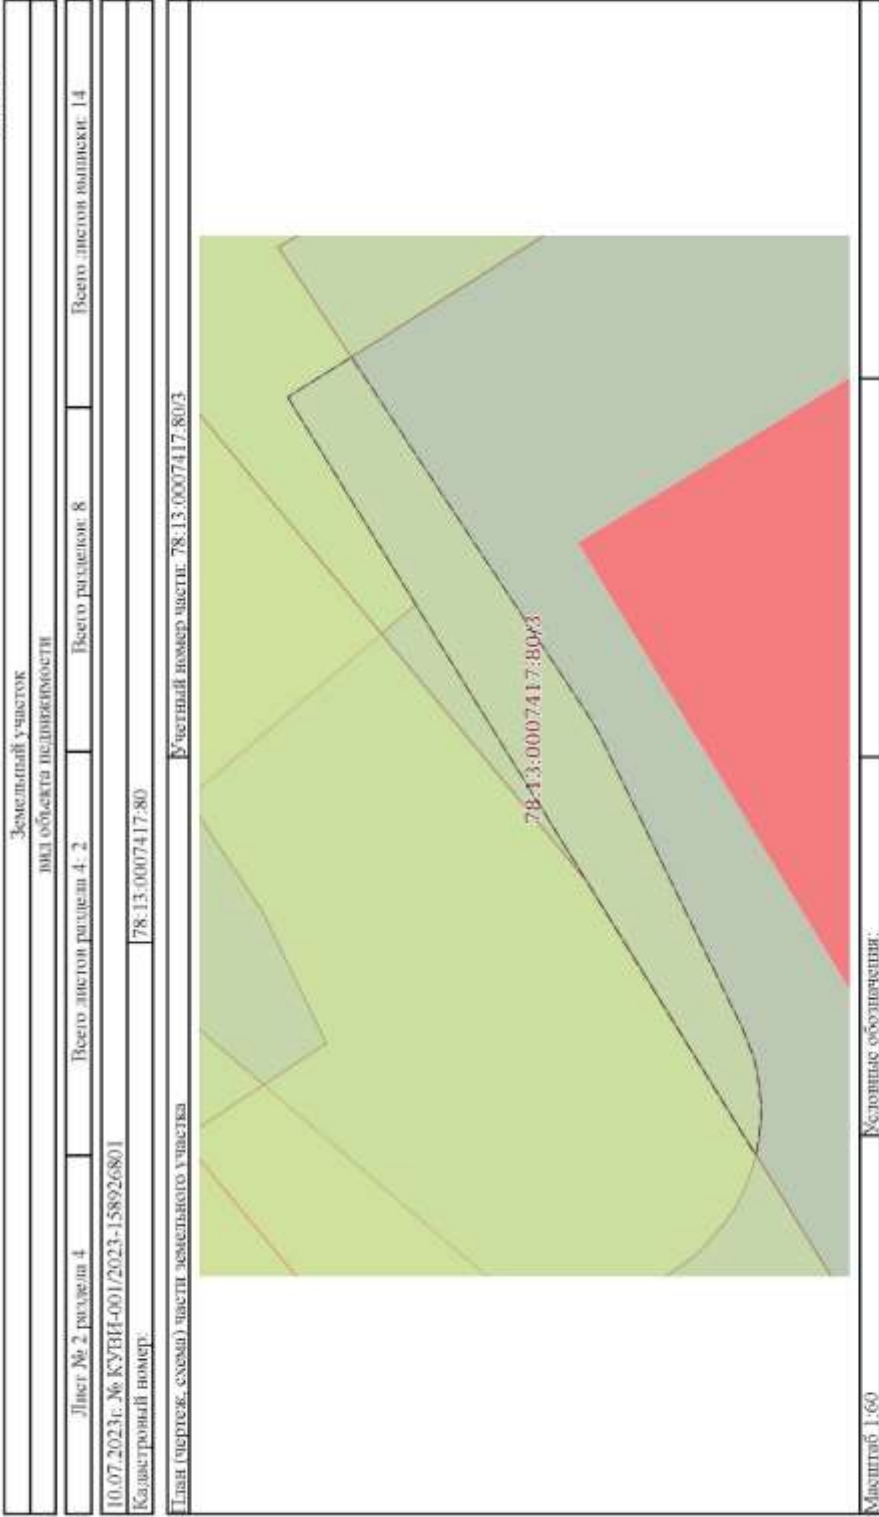 Земельный участок
вид объекта недвижимости
Лист № 2 раздела 4 Всего листов раздела 4: 2 Всего разделов: 8 Всего листов выписки: 14
10.07.2023г. № КУВИ-001/2023-158926801
Кадастровый номер: 78:13:0007417:80
План (чертеж, схема) части земельного участка Учетный номер части: 78:13:0007417:80/3
78:13:0007417:80/3
Масштаб 1:60 Условные обозначения: